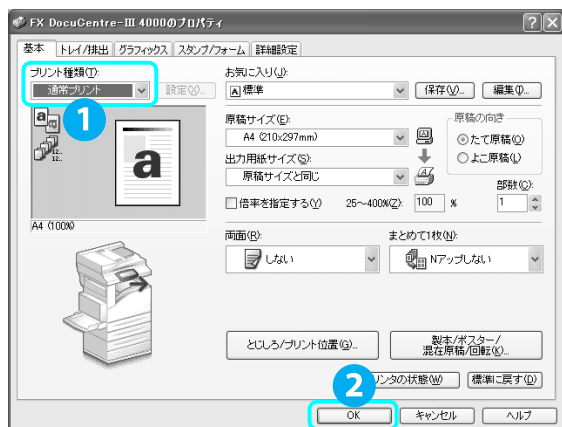 FX DocuCentre-III 4000のプロパティ
基本 トレイ/排出 グラフィックス スタンプ/フォーム 詳細設定
プリント種類(T):
通常プリント 設定(X)...
お気に入り(J):
A 標準 保存(V)... 編集(I)...
1
原稿サイズ(E):
A4 (210x297mm)
原稿の向き
たて原稿(O)
よこ原稿(L)
出力用紙サイズ(S):
原稿サイズと同じ
倍率を指定する(Y) 25～400%(Z): 100 %
部数(C):
1
a
12..
12..
a
A4 (100%)
両面(R):
しない
まとめて1枚(N):
Nアップしない
とじしろ/プリント位置(G)...
製本/ポスター/
混在原稿/回転(K)...
2
ンタの状態(W) 標準に戻す(D)
OK キャンセル ヘルプ